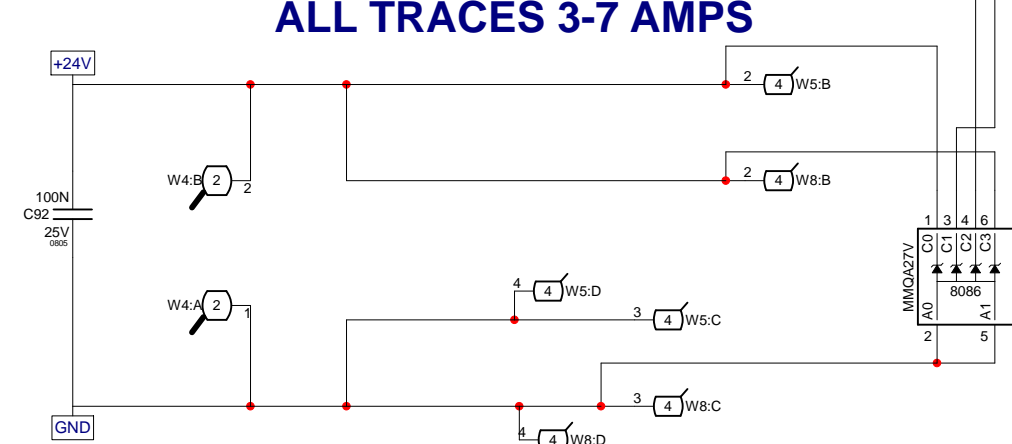 ALL TRACES 3-7 AMPS
+24V
2 4 W5:B
W4:B 2 2
2 4 W8:B
100N
C92
25V
0805
1 3 4 6
C0 C1 C2 C3
MMQA27V
8086
A0 A1
2 5
4 4 W5:D
W4:A 2 1
3 4 W5:C
3 4 W8:C
GND
4 4 W8:D